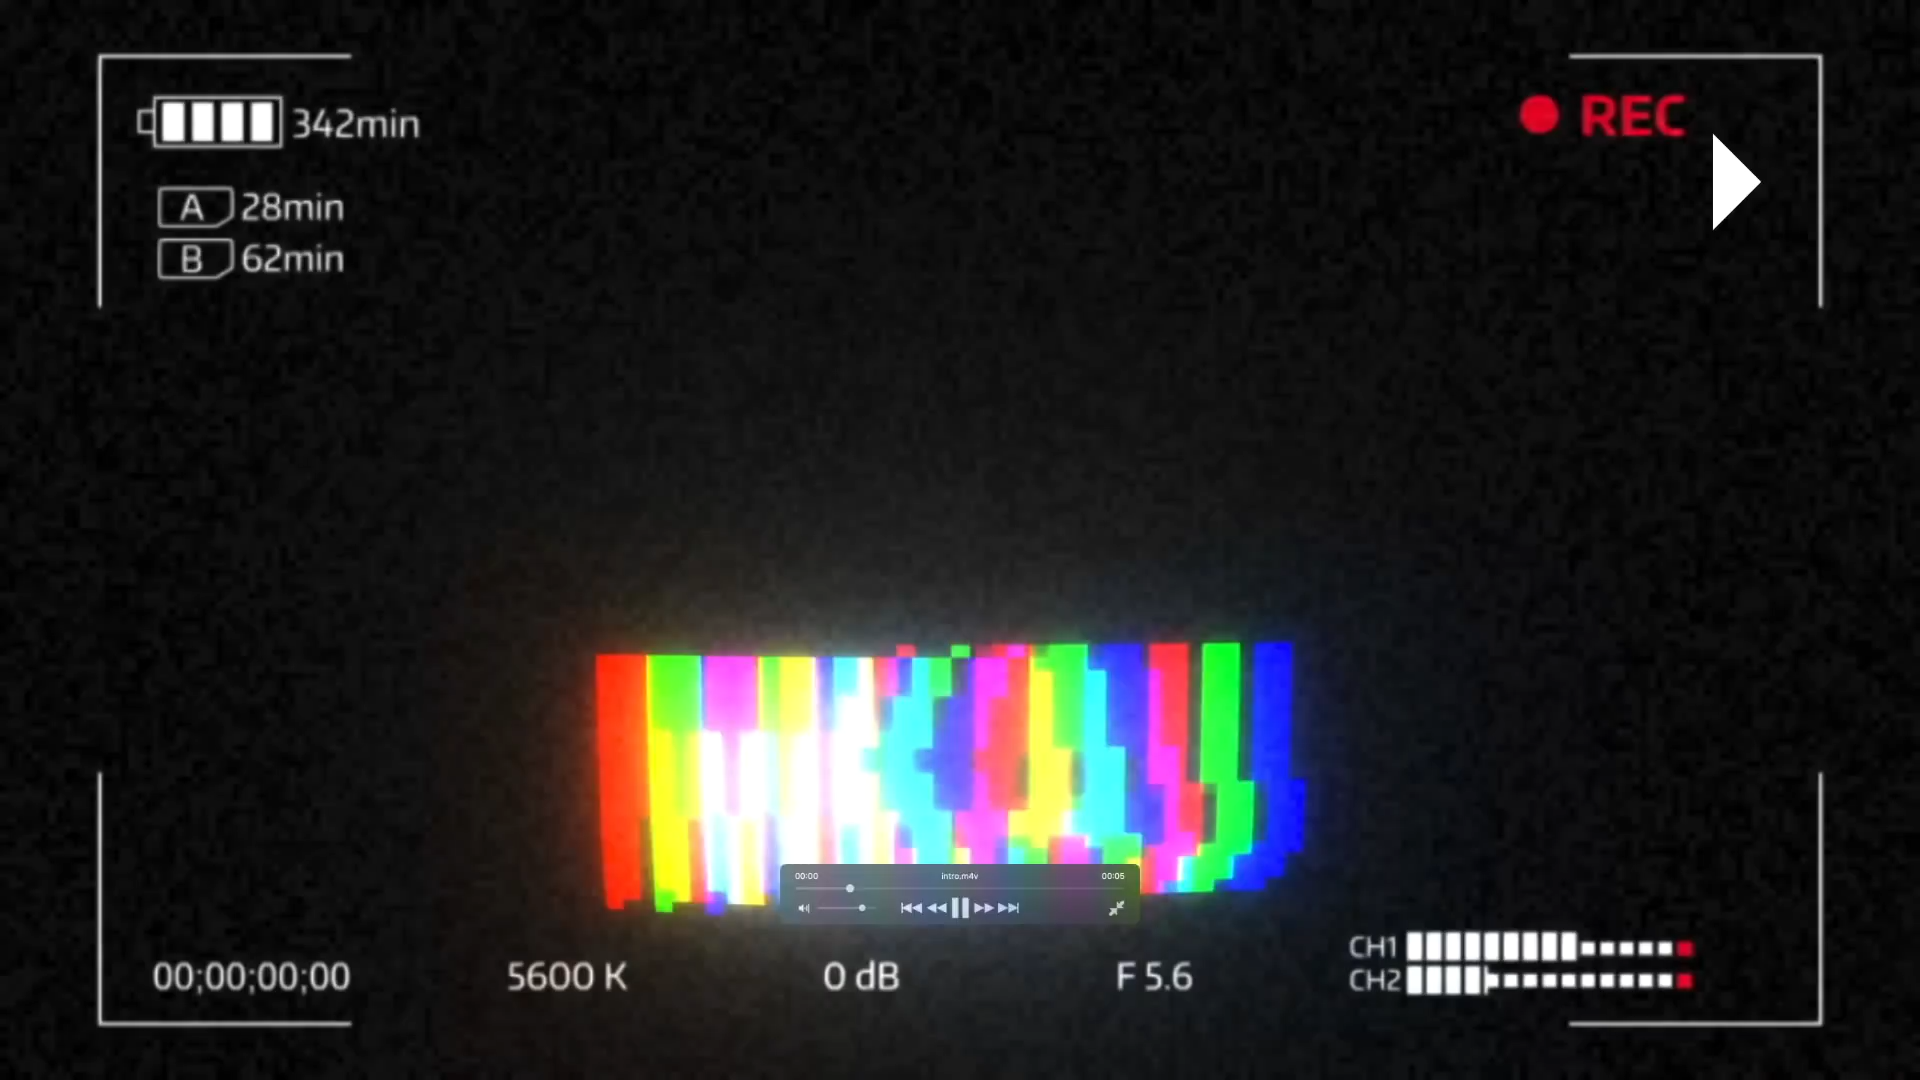 342min
REC
A 28min
B 62min
00:00 intro.m4v 00:05
00;00;00;00 5600 K 0 dB F 5.6
CH1
CH2